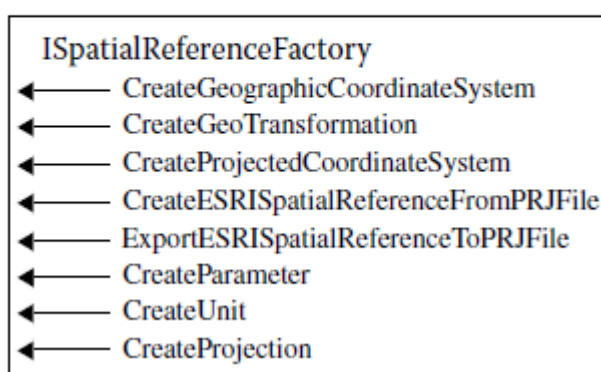 ISpatialReferenceFactory
CreateGeographicCoordinateSystem
CreateGeoTransformation
CreateProjectedCoordinateSystem
CreateESRISpatialReferenceFromPRJFile
ExportESRISpatialReferenceToPRJFile
CreateParameter
CreateUnit
CreateProjection